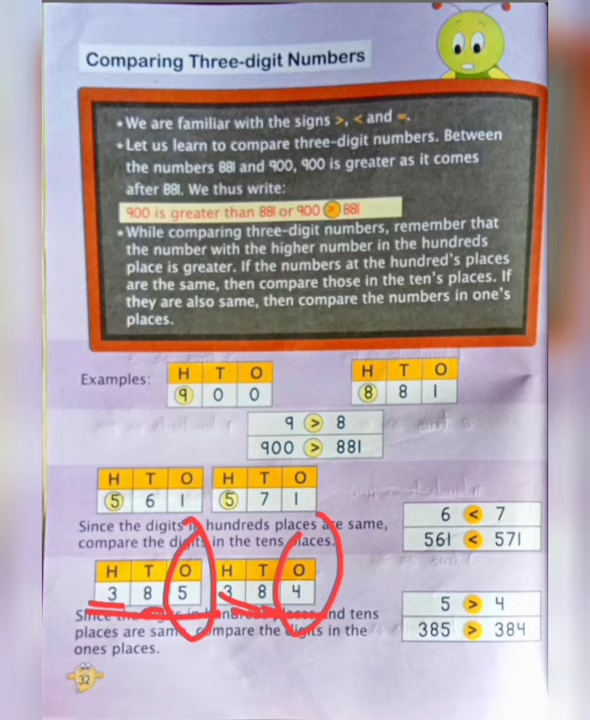 Comparing Three-digit Numbers
• We are familiar with the signs >, < and =.
• Let us learn to compare three-digit numbers. Between
the numbers 881 and 900, 900 is greater as it comes
after 881. We thus write:
900 is greater than 881 or 900 > 881
• While comparing three-digit numbers, remember that
the number with the higher number in the hundreds
place is greater. If the numbers at the hundred's places
are the same, then compare those in the ten's places. If
they are also same, then compare the numbers in one's
places.
Examples:
H T O
9 0 0
H T O
8 8 1
9 > 8
900 > 881
H T O
5 6 1
H T O
5 7 1
Since the digits in hundreds places are same,
compare the digits in the tens places.
6 < 7
561 < 571
H T O
3 8 5
H T O
3 8 4
Since the digits in hundreds places and tens
places are same, compare the digits in the
ones places.
5 > 4
385 > 384
32